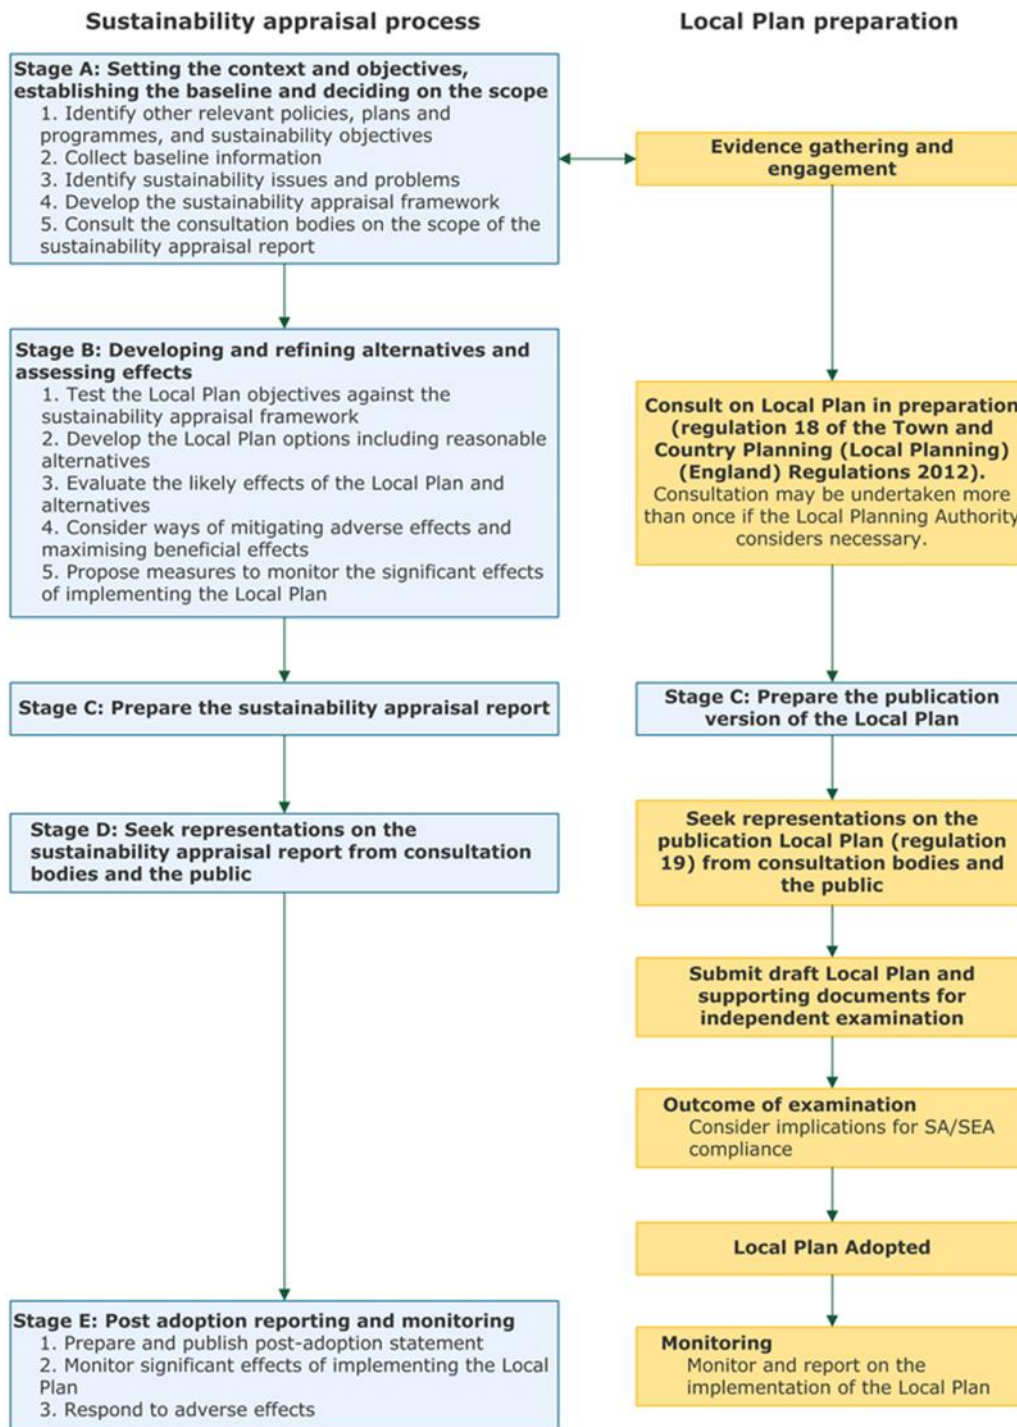 Sustainability appraisal process
Local Plan preparation
Stage A: Setting the context and objectives,
establishing the baseline and deciding on the scope
1. Identify other relevant policies, plans and
programmes, and sustainability objectives
2. Collect baseline information
3. Identify sustainability issues and problems
4. Develop the sustainability appraisal framework
5. Consult the consultation bodies on the scope of the
sustainability appraisal report
Evidence gathering and
engagement
Stage B: Developing and refining alternatives and
assessing effects
1. Test the Local Plan objectives against the
sustainability appraisal framework
2. Develop the Local Plan options including reasonable
alternatives
3. Evaluate the likely effects of the Local Plan and
alternatives
4. Consider ways of mitigating adverse effects and
maximising beneficial effects
5. Propose measures to monitor the significant effects
of implementing the Local Plan
Consult on Local Plan in preparation
(regulation 18 of the Town and
Country Planning (Local Planning)
(England) Regulations 2012).
Consultation may be undertaken more
than once if the Local Planning Authority
considers necessary.
Stage C: Prepare the sustainability appraisal report
Stage C: Prepare the publication
version of the Local Plan
Stage D: Seek representations on the
sustainability appraisal report from consultation
bodies and the public
Seek representations on the
publication Local Plan (regulation
19) from consultation bodies and
the public
Submit draft Local Plan and
supporting documents for
independent examination
Outcome of examination
Consider implications for SA/SEA
compliance
Local Plan Adopted
Stage E: Post adoption reporting and monitoring
1. Prepare and publish post-adoption statement
2. Monitor significant effects of implementing the Local
Plan
3. Respond to adverse effects
Monitoring
Monitor and report on the
implementation of the Local Plan